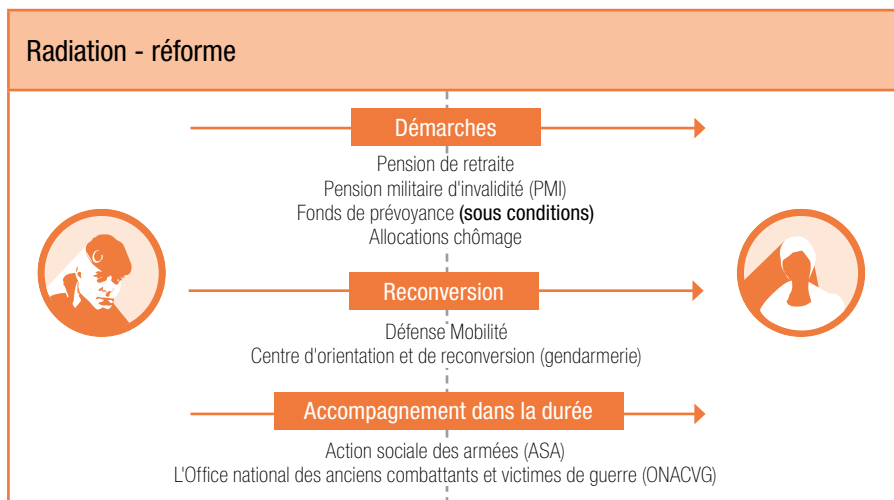 Radiation - réforme
Démarches
Pension de retraite
Pension militaire d'invalidité (PMI)
Fonds de prévoyance (sous conditions)
Allocations chômage
Reconversion
Défense Mobilité
Centre d'orientation et de reconversion (gendarmerie)
Accompagnement dans la durée
Action sociale des armées (ASA)
L'Office national des anciens combattants et victimes de guerre (ONACVG)